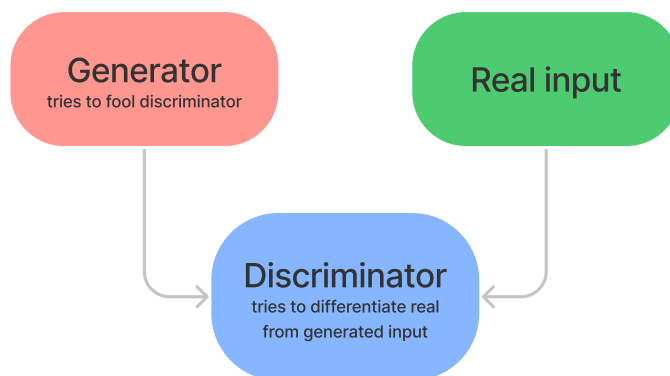 Generator
tries to fool discriminator
Real input
Discriminator
tries to differentiate real
from generated input